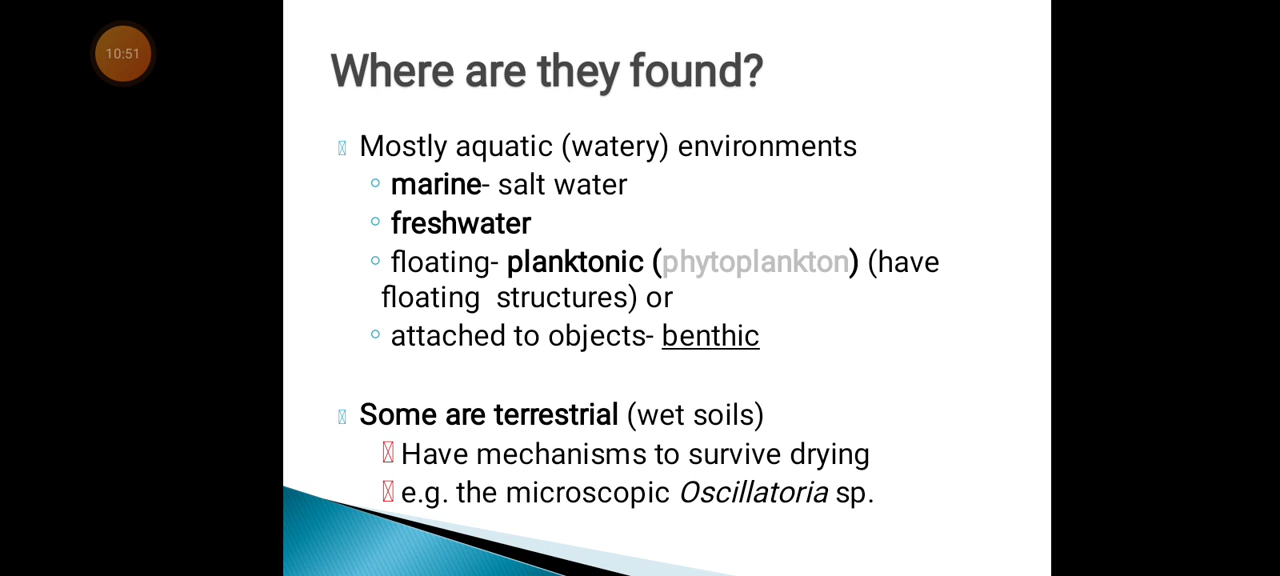 10:51
Where are they found?
Mostly aquatic (watery) environments
marine- salt water
freshwater
floating- planktonic (phytoplankton) (have
floating structures) or
attached to objects- benthic
Some are terrestrial (wet soils)
Have mechanisms to survive drying
e.g. the microscopic Oscillatoria sp.